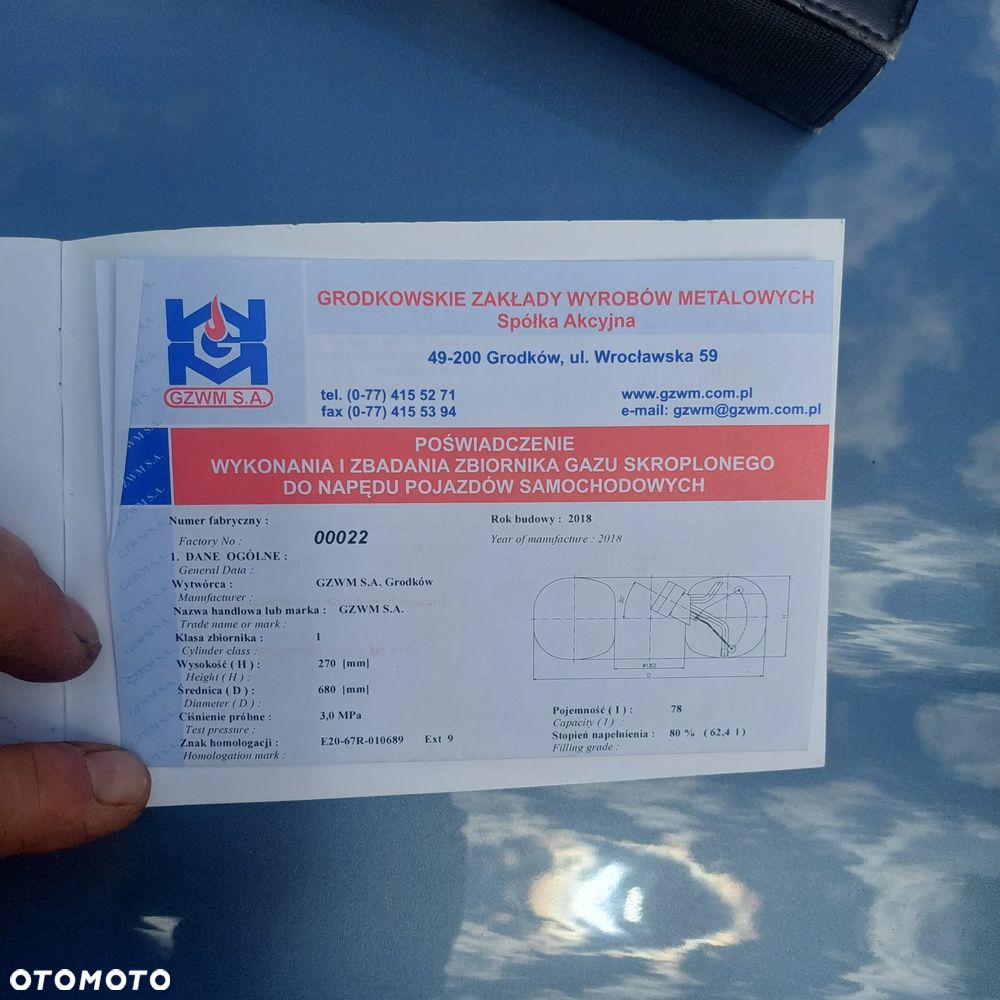 GRODKOWSKIE ZAKŁADY WYROBÓW METALOWYCH
Spółka Akcyjna
GZWM S.A.
49-200 Grodków, ul. Wrocławska 59
tel. (0-77) 415 52 71
fax (0-77) 415 53 94
www.gzwm.com.pl
e-mail: gzwm@gzwm.com.pl
POŚWIADCZENIE
WYKONANIA I ZBADANIA ZBIORNIKA GAZU SKROPLONEGO
DO NAPĘDU POJAZDÓW SAMOCHODOWYCH
Numer fabryczny :
Factory No : 00022
Rok budowy : 2018
Year of manufacture : 2018
1. DANE OGÓLNE :
General Data :
Wytwórca : GZWM S.A. Grodków
Manufacturer :
Nazwa handlowa lub marka : GZWM S.A.
Trade name or mark :
Klasa zbiornika : 1
Cylinder class :
Wysokość ( H ) : 270 [mm]
Height ( H ) :
Średnica ( D ) : 680 [mm]
Diameter ( D ) :
Ciśnienie próbne : 3,0 MPa
Test pressure :
Znak homologacji : E20-67R-010689 Ext 9
Homologation mark :
30°
H
ø182
D
Pojemność ( l ) : 78
Capacity ( l ) :
Stopień napełnienia : 80 % ( 62,4 l )
Filling grade :
OTOMOTO